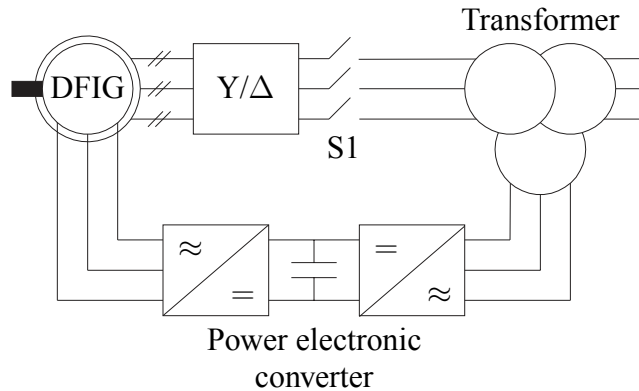 Transformer
DFIG
Y/Δ
S1
≈
=
=
≈
Power electronic
converter